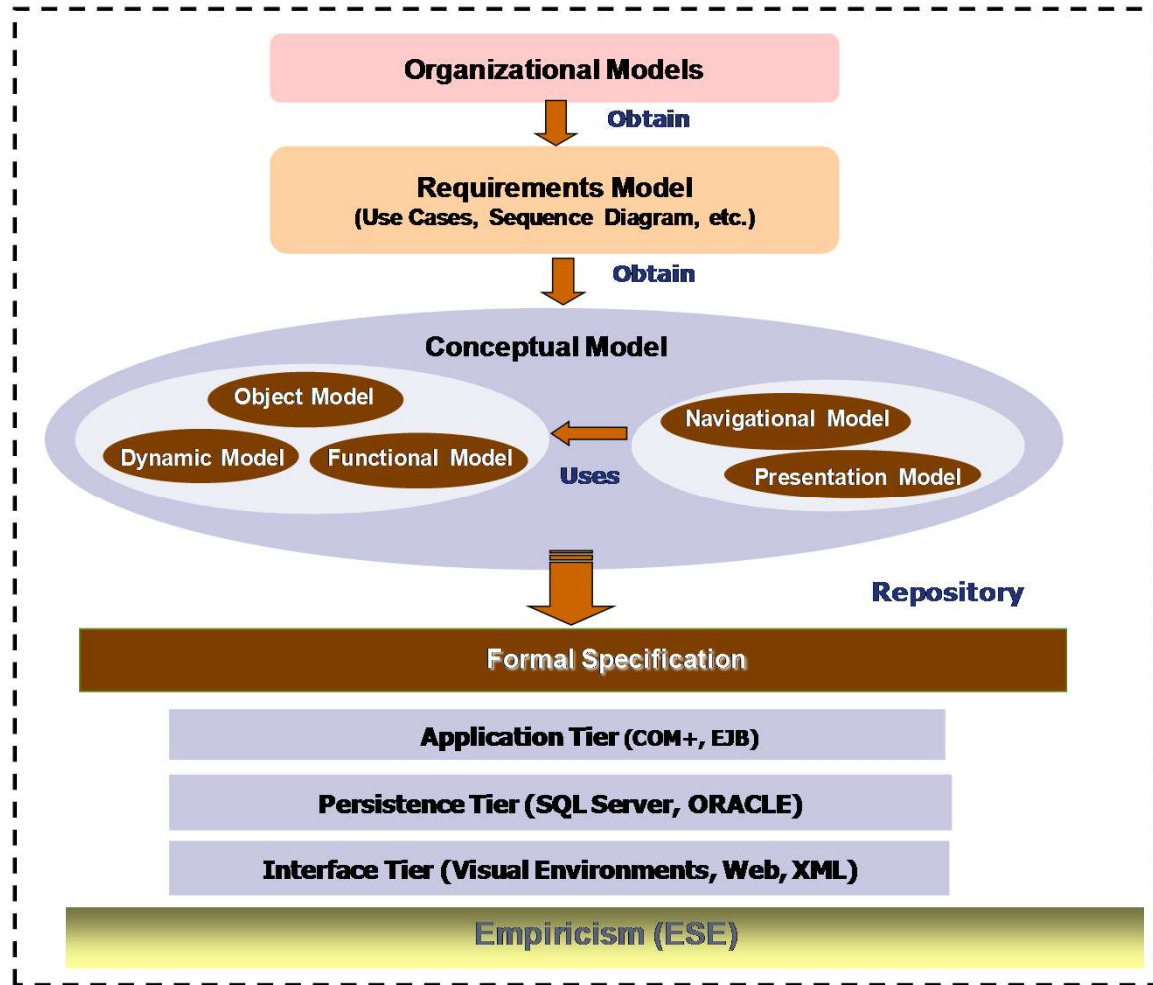 Organizational Models
Obtain
Requirements Model
(Use Cases, Sequence Diagram, etc.)
Obtain
Conceptual Model
Object Model
Dynamic Model
Functional Model
Uses
Navigational Model
Presentation Model
Repository
Formal Specification
Application Tier (COM+, EJB)
Persistence Tier (SQL Server, ORACLE)
Interface Tier (Visual Environments, Web, XML)
Empiricism (ESE)